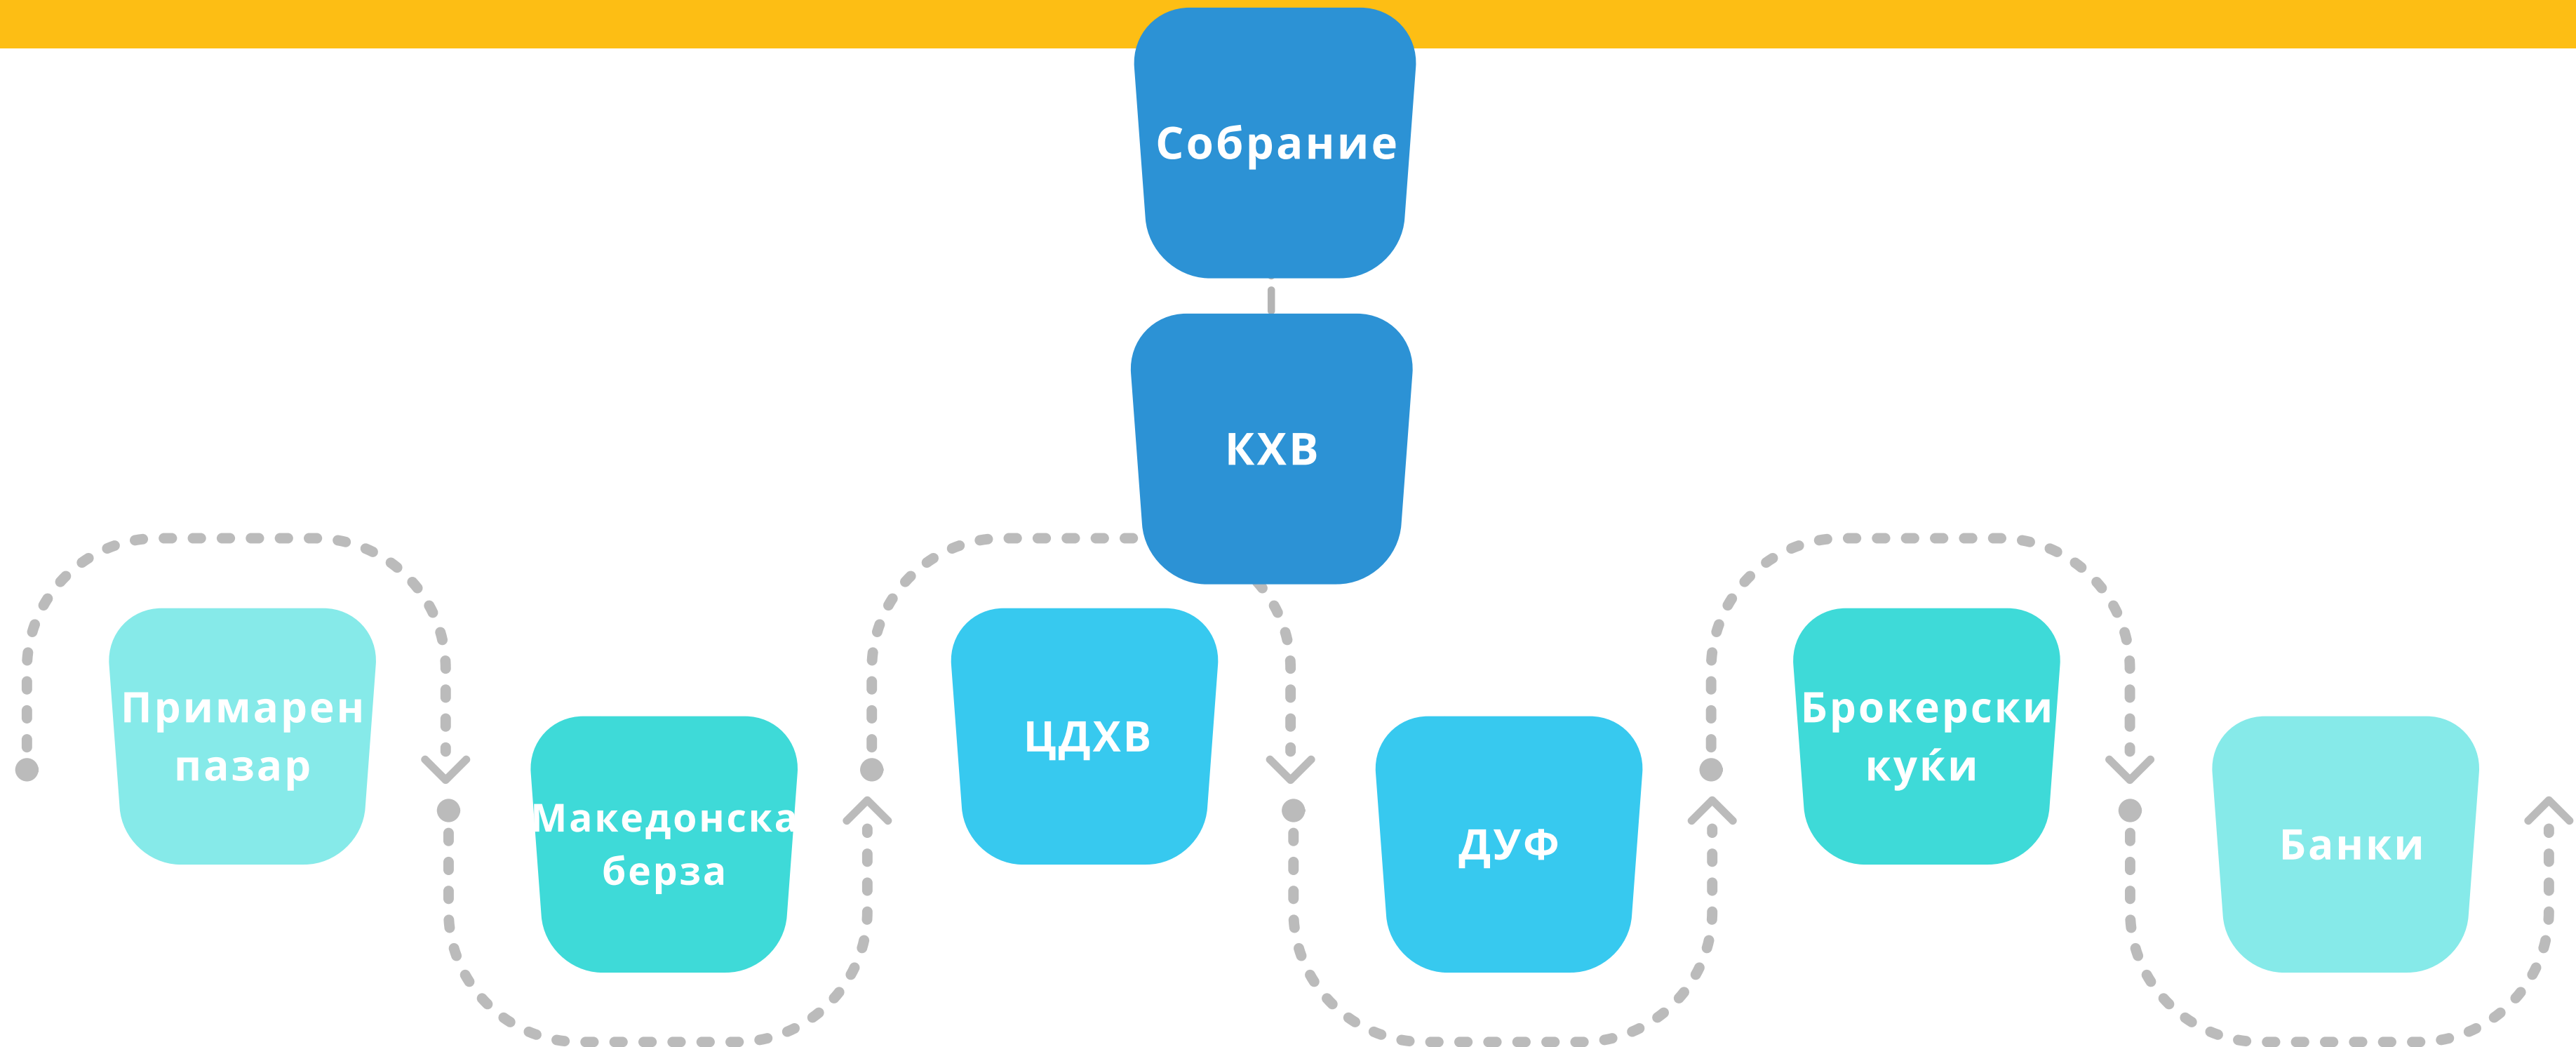 Собрание
КХВ
Примарен
пазар
Македонска
берза
ЦДХВ
ДУФ
Брокерски
куќи
Банки